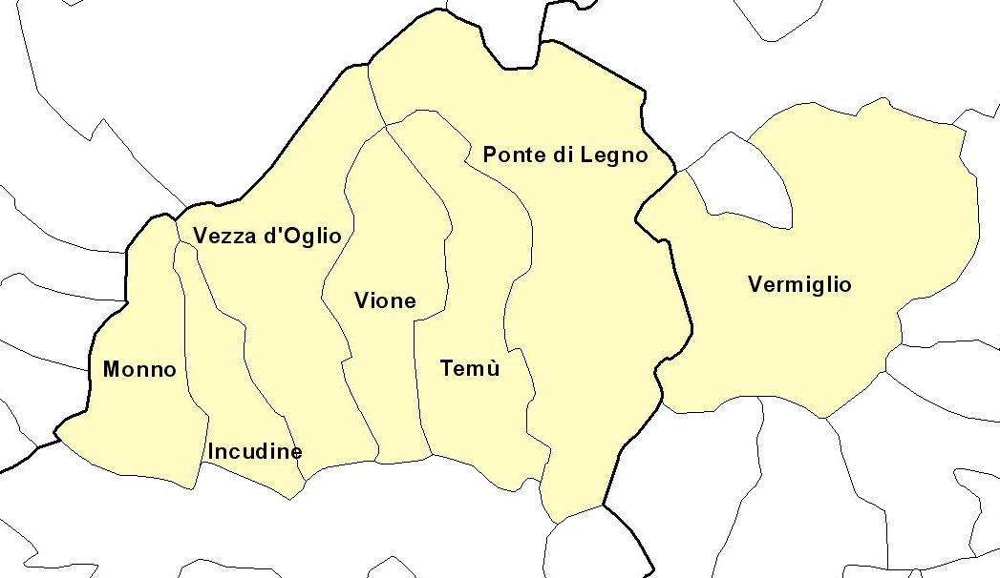 Ponte di Legno
Vezza d'Oglio
Vermiglio
Vione
Monno
Temù
Incudine